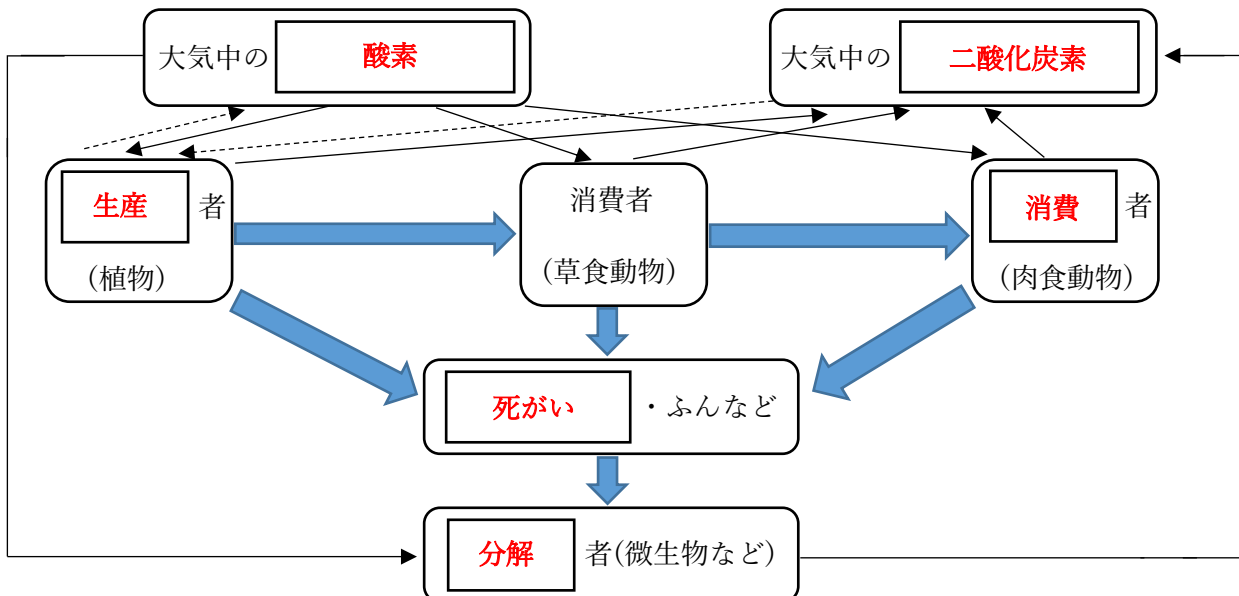 大気中の 酸素
大気中の 二酸化炭素
生産 者
(植物)
消費者
(草食動物)
消費 者
(肉食動物)
死がい ・ふんなど
分解 者(微生物など)